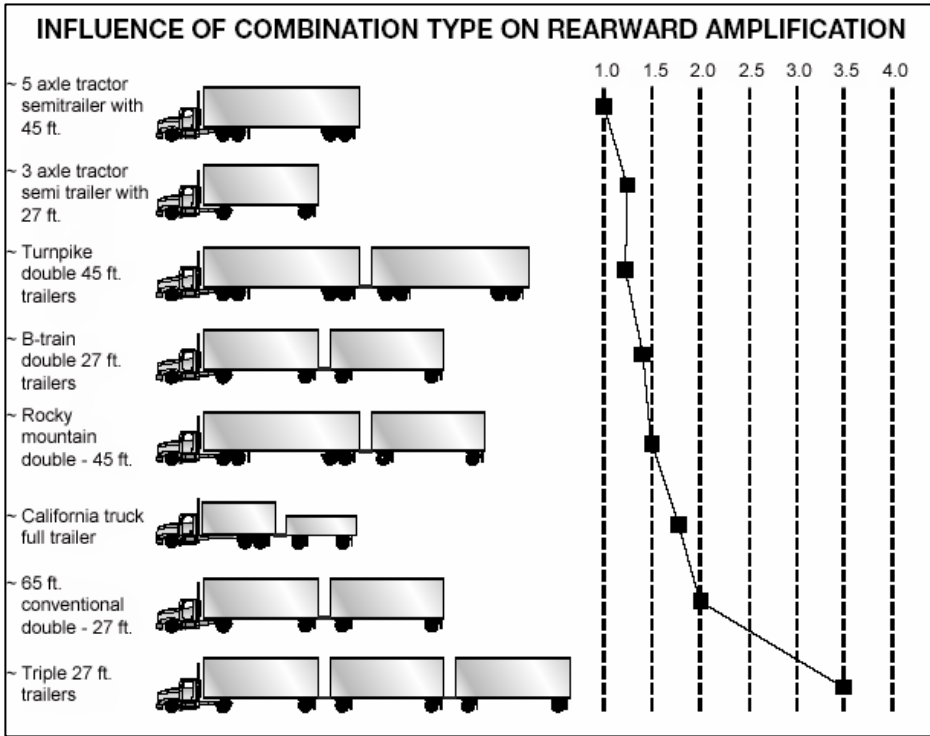 INFLUENCE OF COMBINATION TYPE ON REARWARD AMPLIFICATION
1.0 1.5 2.0 2.5 3.0 3.5 4.0
~ 5 axle tractor
semitrailer with
45 ft.
~ 3 axle tractor
semi trailer with
27 ft.
~ Turnpike
double 45 ft.
trailers
~ B-train
double 27 ft.
trailers
~ Rocky
mountain
double - 45 ft.
~ California truck
full trailer
~ 65 ft.
conventional
double - 27 ft.
~ Triple 27 ft.
trailers